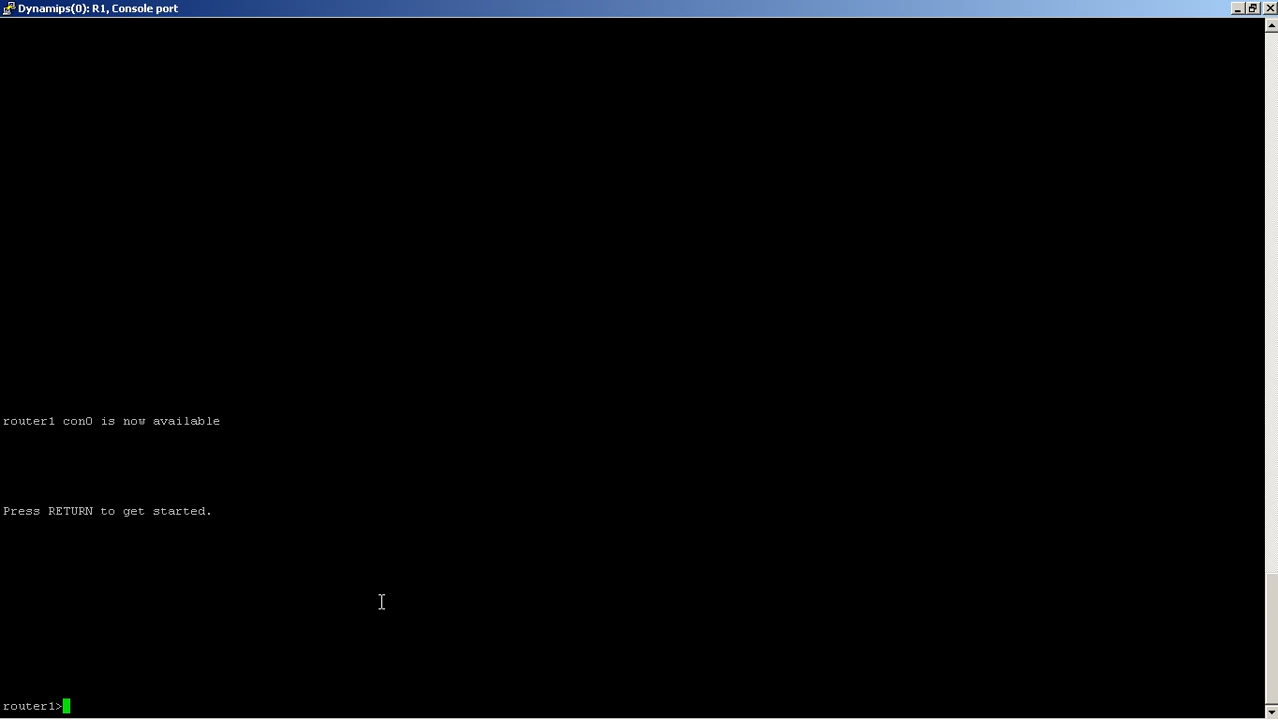 Dynamips(0): R1, Console port
router1 con0 is now available
Press RETURN to get started.
router1>